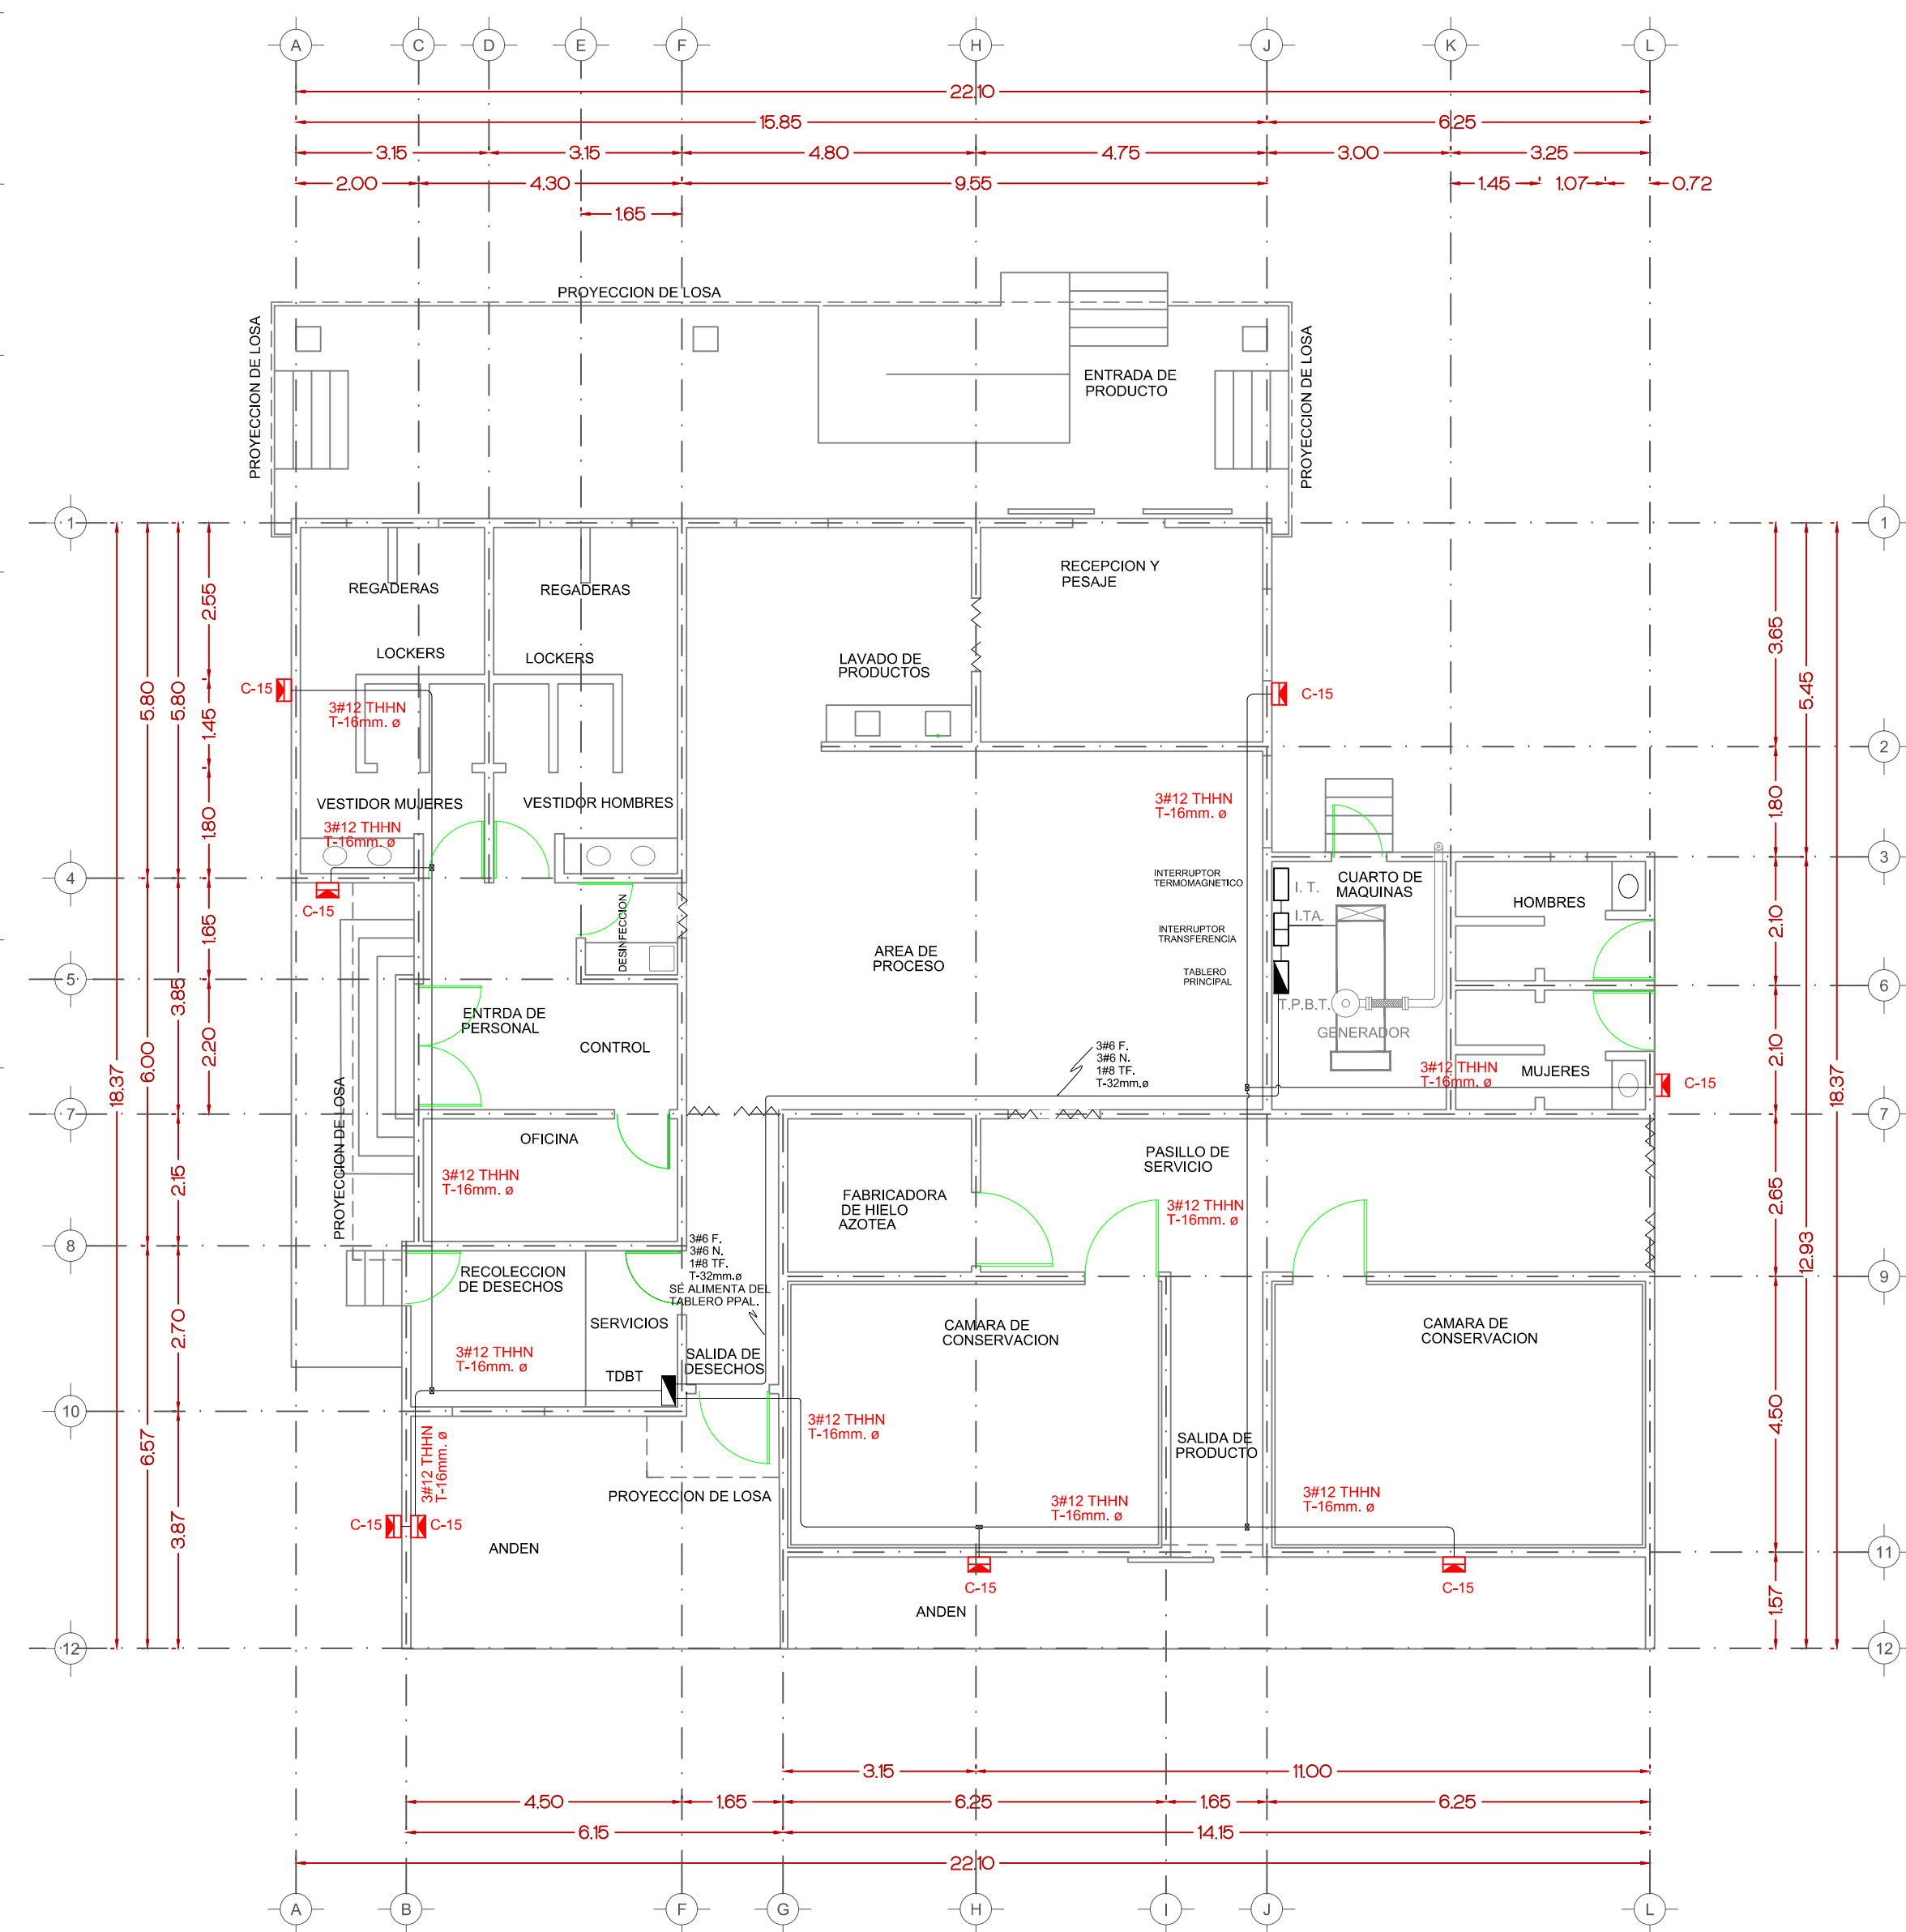 A C D E F H J K L
22.10
15.85 6.25
3.15 3.15 4.80 4.75 3.00 3.25
2.00 4.30 9.55 1.45 1.07 0.72
1.65
PROYECCION DE LOSA
PROYECCION DE LOSA
PROYECCION DE LOSA
ENTRADA DE
PRODUCTO
1
1
18.37
5.80
5.80
2.55
1.45
1.80
3.65
5.45
18.37
REGADERAS
REGADERAS
RECEPCION Y
PESAJE
LOCKERS
LOCKERS
LAVADO DE
PRODUCTOS
C-15
C-15
3#12 THHN
T-16mm. ø
2
1.80
VESTIDOR MUJERES
VESTIDOR HOMBRES
3#12 THHN
T-16mm. ø
3#12 THHN
T-16mm. ø
3
4
C-15
INTERRUPTOR
TERMOMAGNETICO
I. T.
CUARTO DE
MAQUINAS
HOMBRES
I.TA.
INTERRUPTOR
TRANSFERENCIA
DESINFECCION
AREA DE
PROCESO
TABLERO
PRINCIPAL
T.P.B.T.
GENERADOR
1.65
3.85
6.00
2.20
2.10
2.10
12.93
5
6
ENTRDA DE
PERSONAL
CONTROL
3#6 F.
3#6 N.
1#8 TF.
T-32mm.ø
3#12 THHN
T-16mm. ø
MUJERES
C-15
7
7
PROYECCION DE LOSA
OFICINA
3#12 THHN
T-16mm. ø
PASILLO DE
SERVICIO
FABRICADORA
DE HIELO
AZOTEA
3#12 THHN
T-16mm. ø
2.15
2.65
8
9
3#6 F.
3#6 N.
1#8 TF.
T-32mm.ø
SE ALIMENTA DEL
TABLERO PPAL.
RECOLECCION
DE DESECHOS
SERVICIOS
3#12 THHN
T-16mm. ø
TDBT
SALIDA DE
DESECHOS
CAMARA DE
CONSERVACION
CAMARA DE
CONSERVACION
2.70
6.57
3.87
4.50
10
3#12 THHN
T-16mm. ø
3#12 THHN
T-16mm. ø
SALIDA DE
PRODUCTO
PROYECCION DE LOSA
3#12 THHN
T-16mm. ø
3#12 THHN
T-16mm. ø
C-15
C-15
ANDEN
11
C-15
C-15
1.57
ANDEN
12
12
3.15 11.00
4.50 1.65 6.25 1.65 6.25
6.15 14.15
22.10
A B F G H I J L